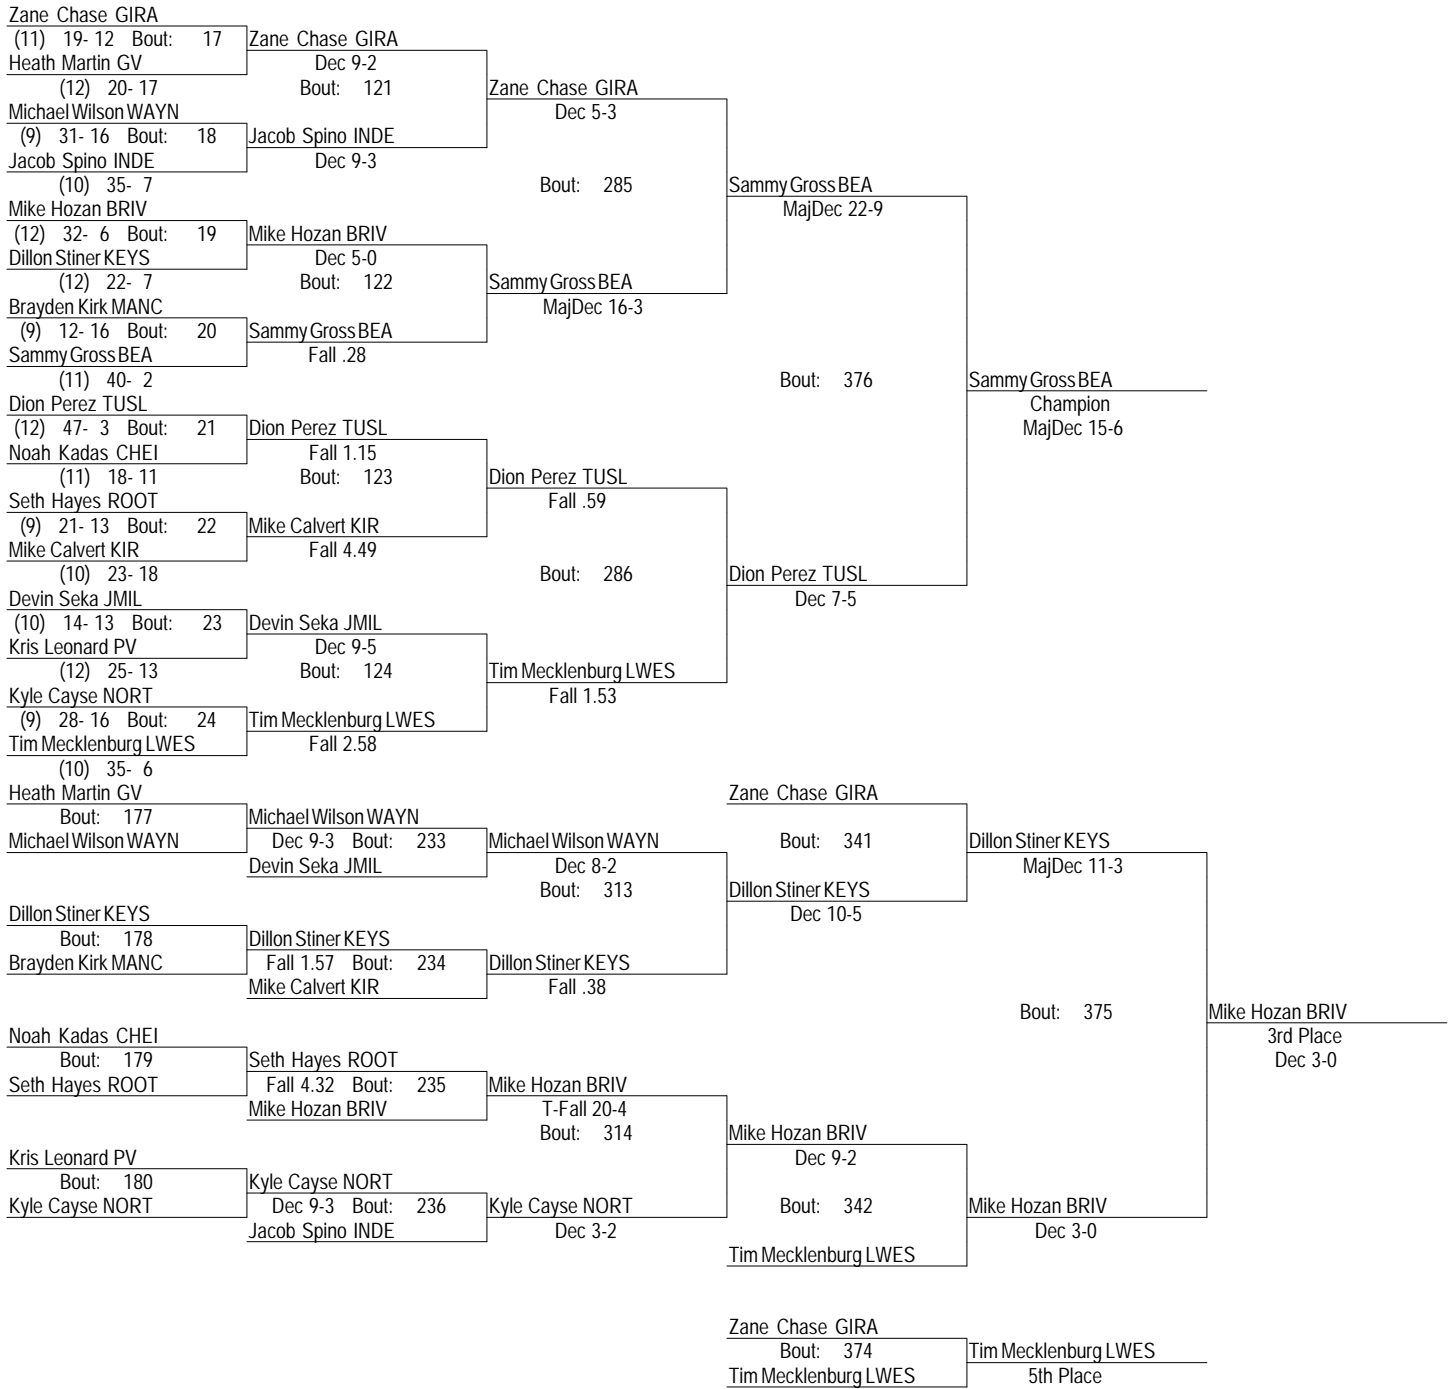 Zane Chase GIRA
(11) 19- 12 Bout: 17 Zane Chase GIRA
Heath Martin GV Dec 9-2
(12) 20- 17 Bout: 121 Zane Chase GIRA
Michael Wilson WAYN Dec 5-3
(9) 31- 16 Bout: 18 Jacob Spino INDE
Jacob Spino INDE Dec 9-3
(10) 35- 7 Bout: 285 Sammy Gross BEA
Mike Hozan BRIV MajDec 22-9
(12) 32- 6 Bout: 19 Mike Hozan BRIV
Dillon Stiner KEYS Dec 5-0
(12) 22- 7 Bout: 122 Sammy Gross BEA
Brayden Kirk MANC MajDec 16-3
(9) 12- 16 Bout: 20 Sammy Gross BEA
Sammy Gross BEA Fall .28
(11) 40- 2 Bout: 376 Sammy Gross BEA
Dion Perez TUSL Champion
(12) 47- 3 Bout: 21 Dion Perez TUSL MajDec 15-6
Noah Kadas CHEI Fall 1.15
(11) 18- 11 Bout: 123 Dion Perez TUSL
Seth Hayes ROOT Fall .59
(9) 21- 13 Bout: 22 Mike Calvert KIR
Mike Calvert KIR Fall 4.49
(10) 23- 18 Bout: 286 Dion Perez TUSL
Devin Seka JMIL Dec 7-5
(10) 14- 13 Bout: 23 Devin Seka JMIL
Kris Leonard PV Dec 9-5
(12) 25- 13 Bout: 124 Tim Mecklenburg LWES
Kyle Cayse NORT Fall 1.53
(9) 28- 16 Bout: 24 Tim Mecklenburg LWES
Tim Mecklenburg LWES Fall 2.58
(10) 35- 6
Heath Martin GV Zane Chase GIRA
Bout: 177 Michael Wilson WAYN
Michael Wilson WAYN Dec 9-3 Bout: 233 Michael Wilson WAYN Bout: 341 Dillon Stiner KEYS
Devin Seka JMIL Dec 8-2 MajDec 11-3
Bout: 313 Dillon Stiner KEYS
Dillon Stiner KEYS Dec 10-5
Bout: 178 Dillon Stiner KEYS
Brayden Kirk MANC Fall 1.57 Bout: 234 Dillon Stiner KEYS
Mike Calvert KIR Fall .38
Bout: 375 Mike Hozan BRIV
Noah Kadas CHEI 3rd Place
Bout: 179 Seth Hayes ROOT Dec 3-0
Seth Hayes ROOT Fall 4.32 Bout: 235 Mike Hozan BRIV
Mike Hozan BRIV T-Fall 20-4
Bout: 314 Mike Hozan BRIV
Kris Leonard PV Dec 9-2
Bout: 180 Kyle Cayse NORT
Kyle Cayse NORT Dec 9-3 Bout: 236 Kyle Cayse NORT Bout: 342 Mike Hozan BRIV
Jacob Spino INDE Dec 3-2 Dec 3-0
Tim Mecklenburg LWES
Zane Chase GIRA
Bout: 374 Tim Mecklenburg LWES
Tim Mecklenburg LWES 5th Place